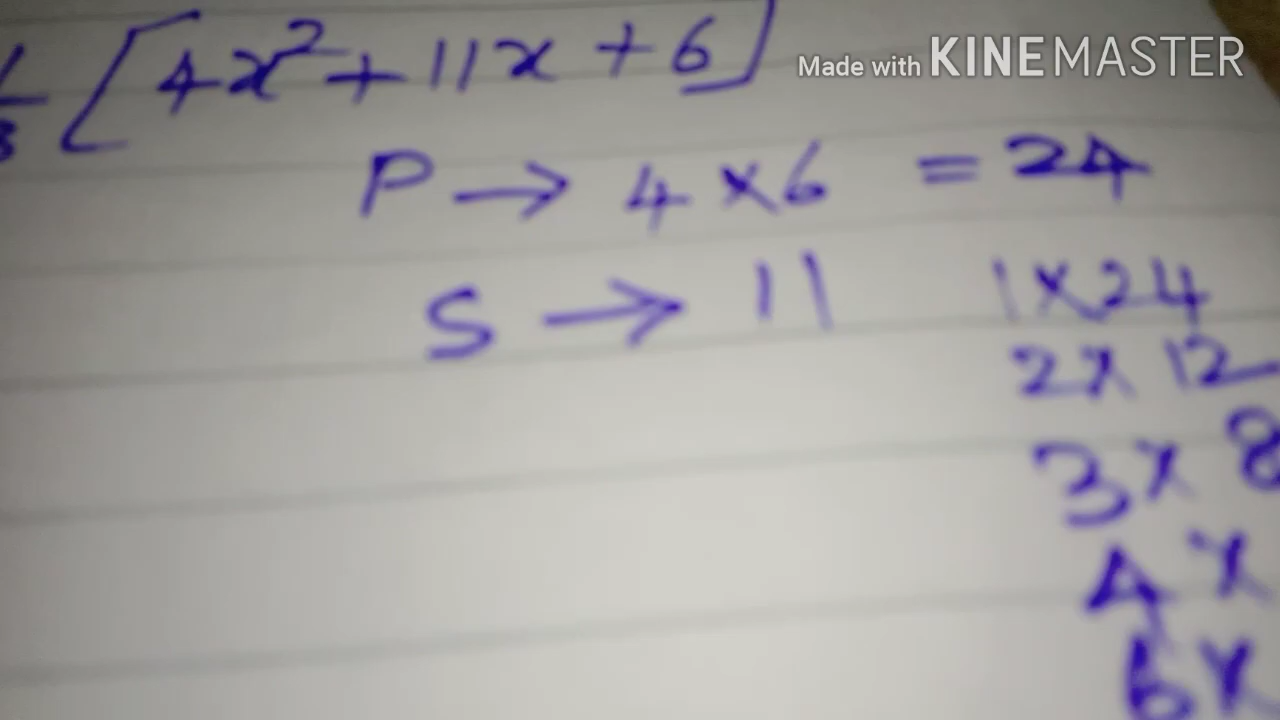 [4x² + 11x + 6]
Made with KINEMASTER
P → 4 × 6 = 24
S → 11 1 × 24
2 × 12
3 × 8
4 ×
6 ×